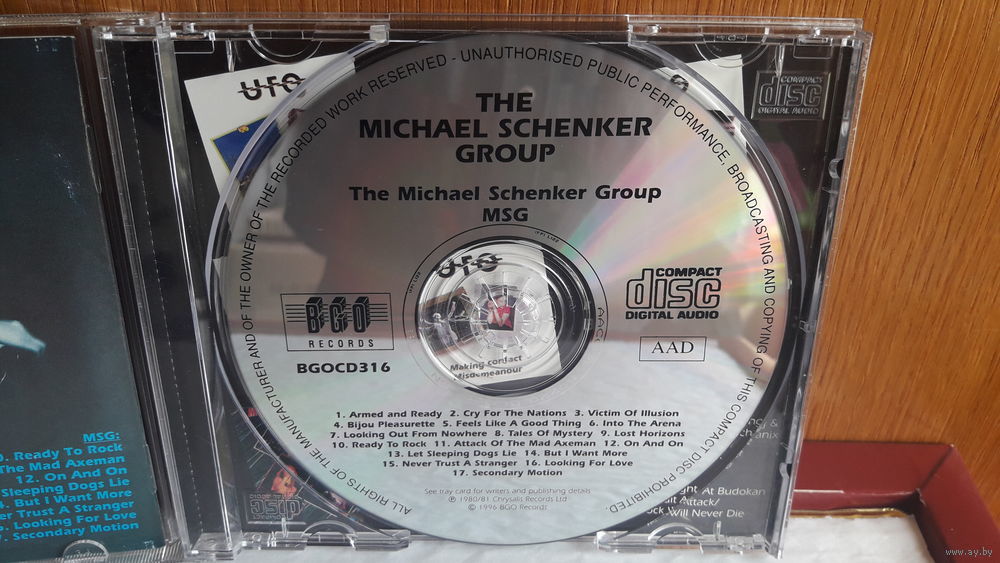 MSG:
Ready To Rock
The Mad Axeman
12. On And On
Sleeping Dogs Lie
But I Want More
Trust A Stranger
Looking For Love
Secondary Motion
UFO
ALL RIGHTS OF THE MANUFACTURER AND OF THE OWNER OF THE RECORDED WORK RESERVED - UNAUTHORISED PUBLIC PERFORMANCE, BROADCASTING AND COPYING OF THIS COMPACT DISC PROHIBITED.
THE
MICHAEL SCHENKER
GROUP
The Michael Schenker Group
MSG
UFO
BGO
RECORDS
BGOCD316
COMPACT
disc
DIGITAL AUDIO
AAD
Making contact
Misdemeanour
1. Armed and Ready 2. Cry For The Nations 3. Victim Of Illusion
4. Bijou Pleasurette 5. Feels Like A Good Thing 6. Into The Arena
7. Looking Out From Nowhere 8. Tales Of Mystery 9. Lost Horizons
10. Ready To Rock 11. Attack Of The Mad Axeman 12. On And On
13. Let Sleeping Dogs Lie 14. But I Want More
15. Never Trust A Stranger 16. Looking For Love
17. Secondary Motion
See tray card for writers and publishing details
℗ 1980/81 Chrysalis Records Ltd
© 1996 BGO Records
COMPACT
disc
DIGITAL AUDIO
At Budokan
Attack/
Will Never Die
www.ay.by